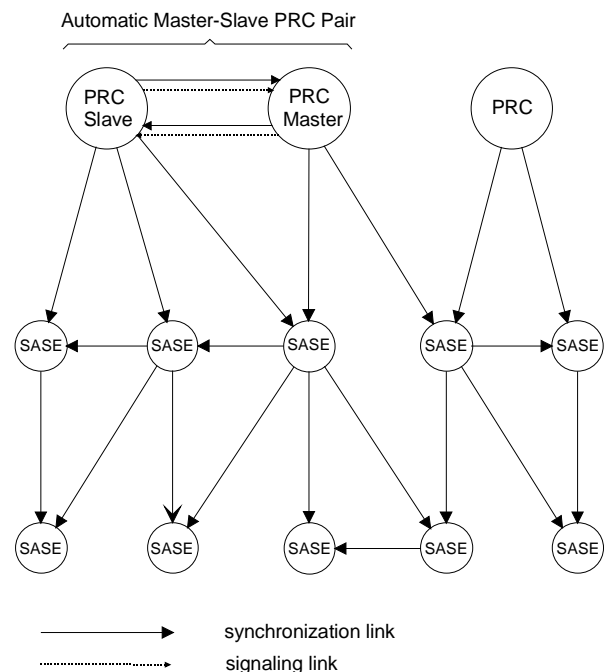 Automatic Master-Slave PRC Pair
PRC
Slave
PRC
Master
PRC
SASE
SASE
SASE
SASE
SASE
SASE
SASE
SASE
SASE
SASE
synchronization link
signaling link